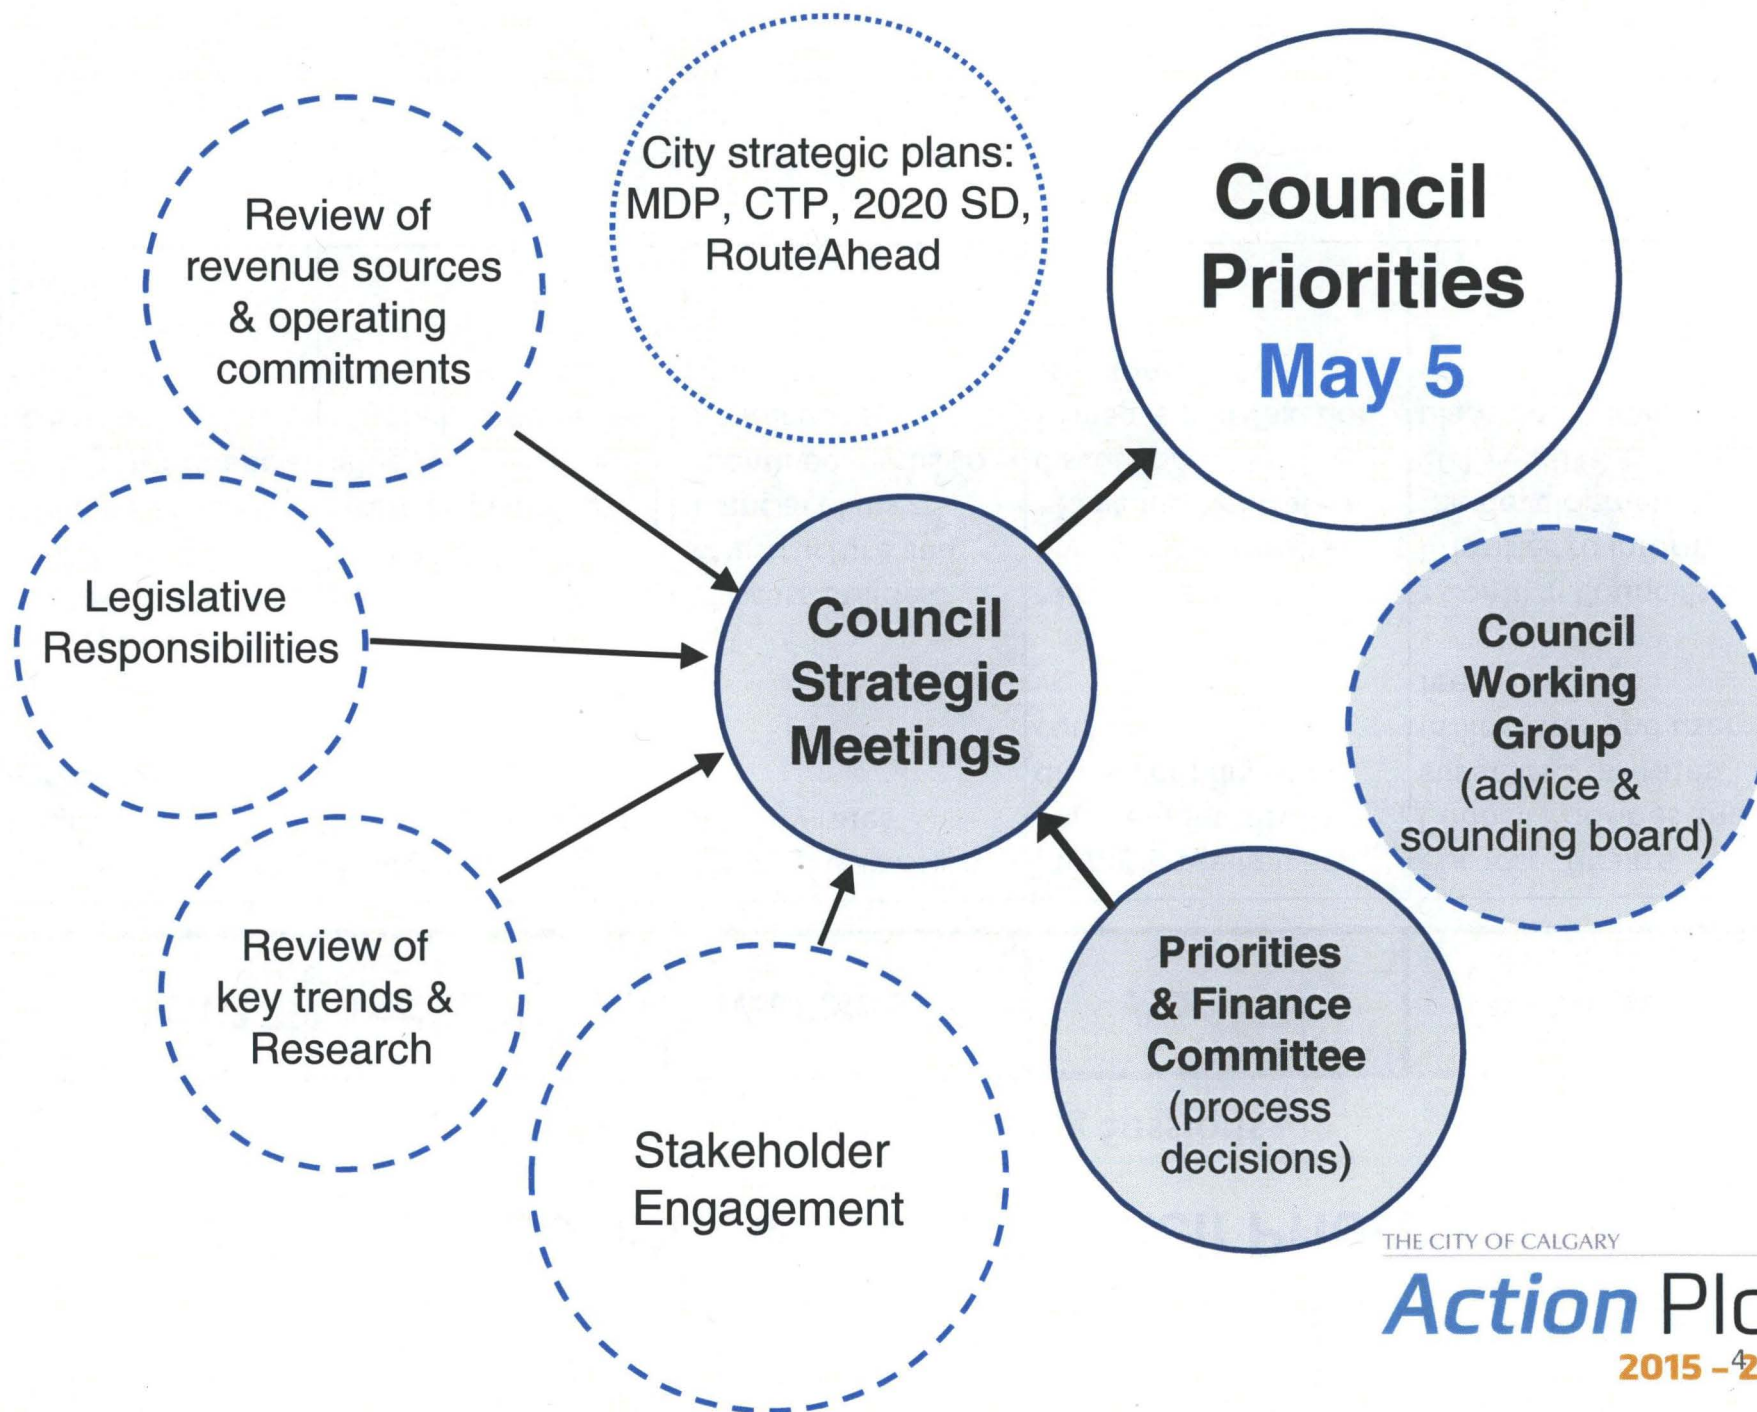 City strategic plans:
MDP, CTP, 2020 SD,
RouteAhead
Council
Priorities
May 5
Review of
revenue sources
& operating
commitments
Legislative
Responsibilities
Council
Strategic
Meetings
Council
Working
Group
(advice &
sounding board)
Review of
key trends &
Research
Stakeholder
Engagement
Priorities
& Finance
Committee
(process
decisions)
THE CITY OF CALGARY
Action
2015 –
4